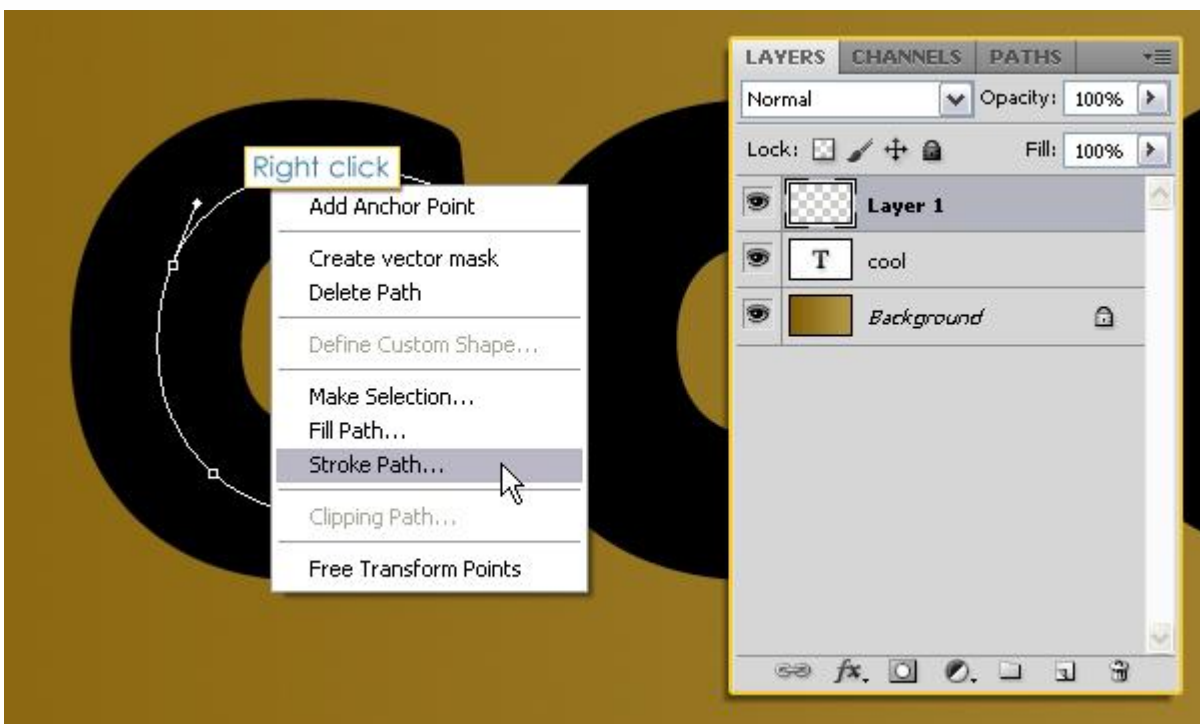 Right click
Add Anchor Point
Create vector mask
Delete Path
Define Custom Shape...
Make Selection...
Fill Path...
Stroke Path...
Clipping Path...
Free Transform Points
LAYERS CHANNELS PATHS
Normal Opacity: 100%
Lock: Fill: 100%
Layer 1
T cool
Background
fx.